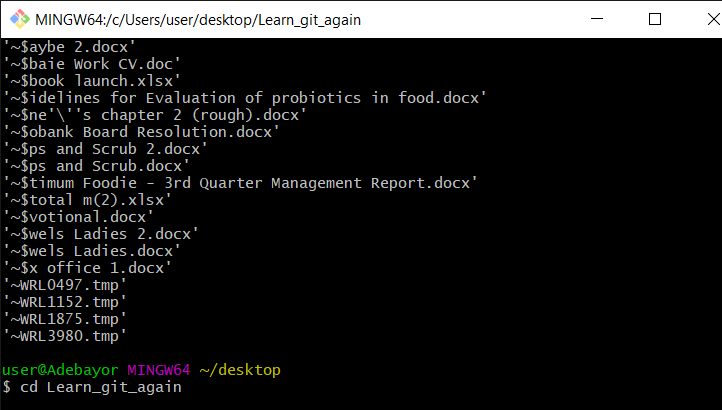 MINGW64:/c/Users/user/desktop/Learn_git_again
'~$aybe 2.docx'
'~$baie Work CV.doc'
'~$book launch.xlsx'
'~$idelines for Evaluation of probiotics in food.docx'
'~$ne'\''s chapter 2 (rough).docx'
'~$obank Board Resolution.docx'
'~$ps and Scrub 2.docx'
'~$ps and Scrub.docx'
'~$timum Foodie - 3rd Quarter Management Report.docx'
'~$total m(2).xlsx'
'~$votional.docx'
'~$wels Ladies 2.docx'
'~$wels Ladies.docx'
'~$x office 1.docx'
'~WRL0497.tmp'
'~WRL1152.tmp'
'~WRL1875.tmp'
'~WRL3980.tmp'
user@Adebayor MINGW64 ~/desktop
$ cd Learn_git_again